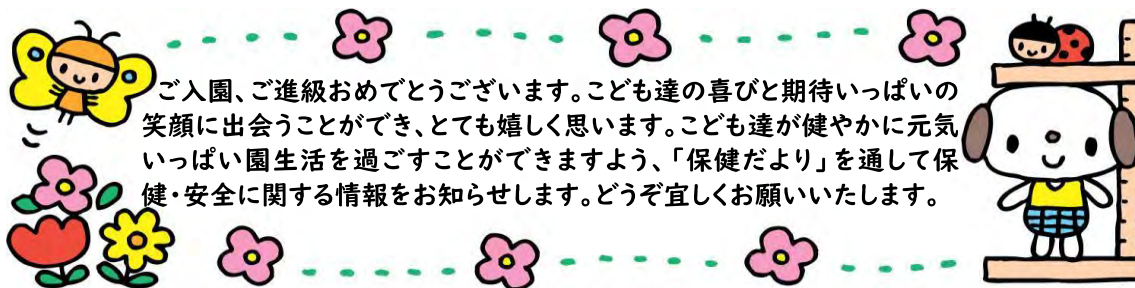 ご入園、ご進級おめでとうございます。こども達の喜びと期待いっぱいの
笑顔に出会うことができ、とても嬉しく思います。こども達が健やかに元気
いっぱい園生活を過ごすことができますよう、「保健だより」を通して保
健・安全に関する情報をお知らせします。どうぞ宜しくお願いいたします。